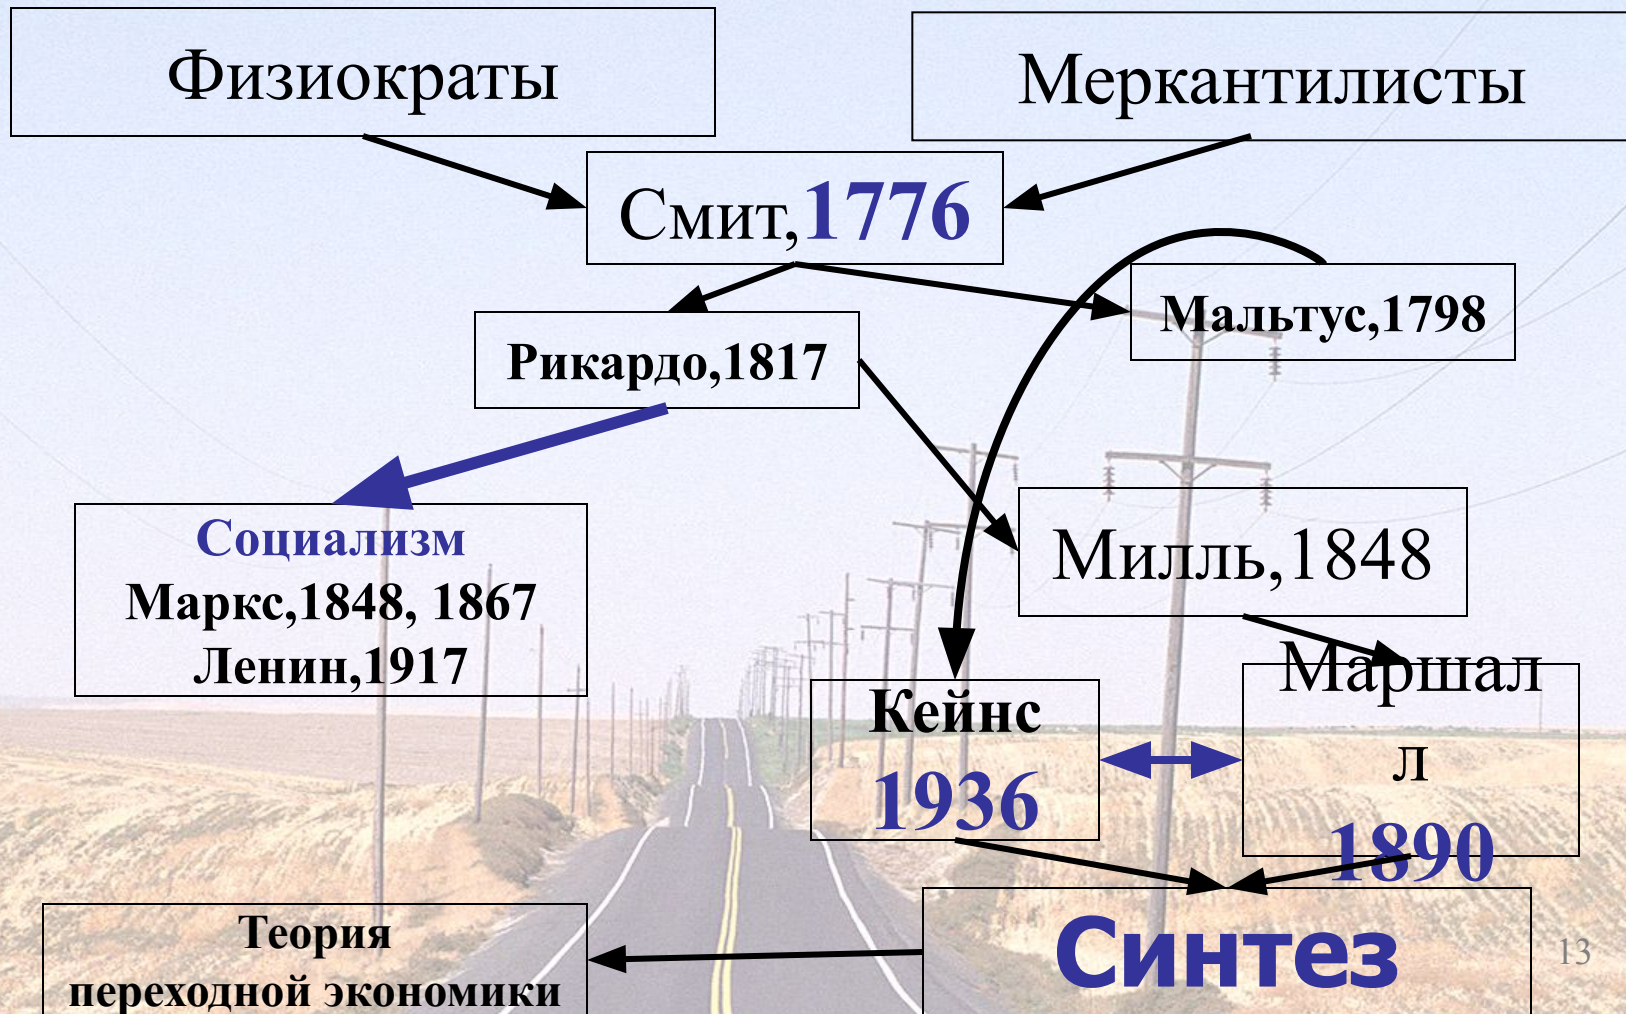 Физиократы
Меркантилисты
Смит,1776
Мальтус,1798
Рикардо,1817
Социализм
Маркс,1848, 1867
Ленин,1917
Милль,1848
Кейнс
1936
Маршал
л
1890
Теория
переходной экономики
Синтез
13